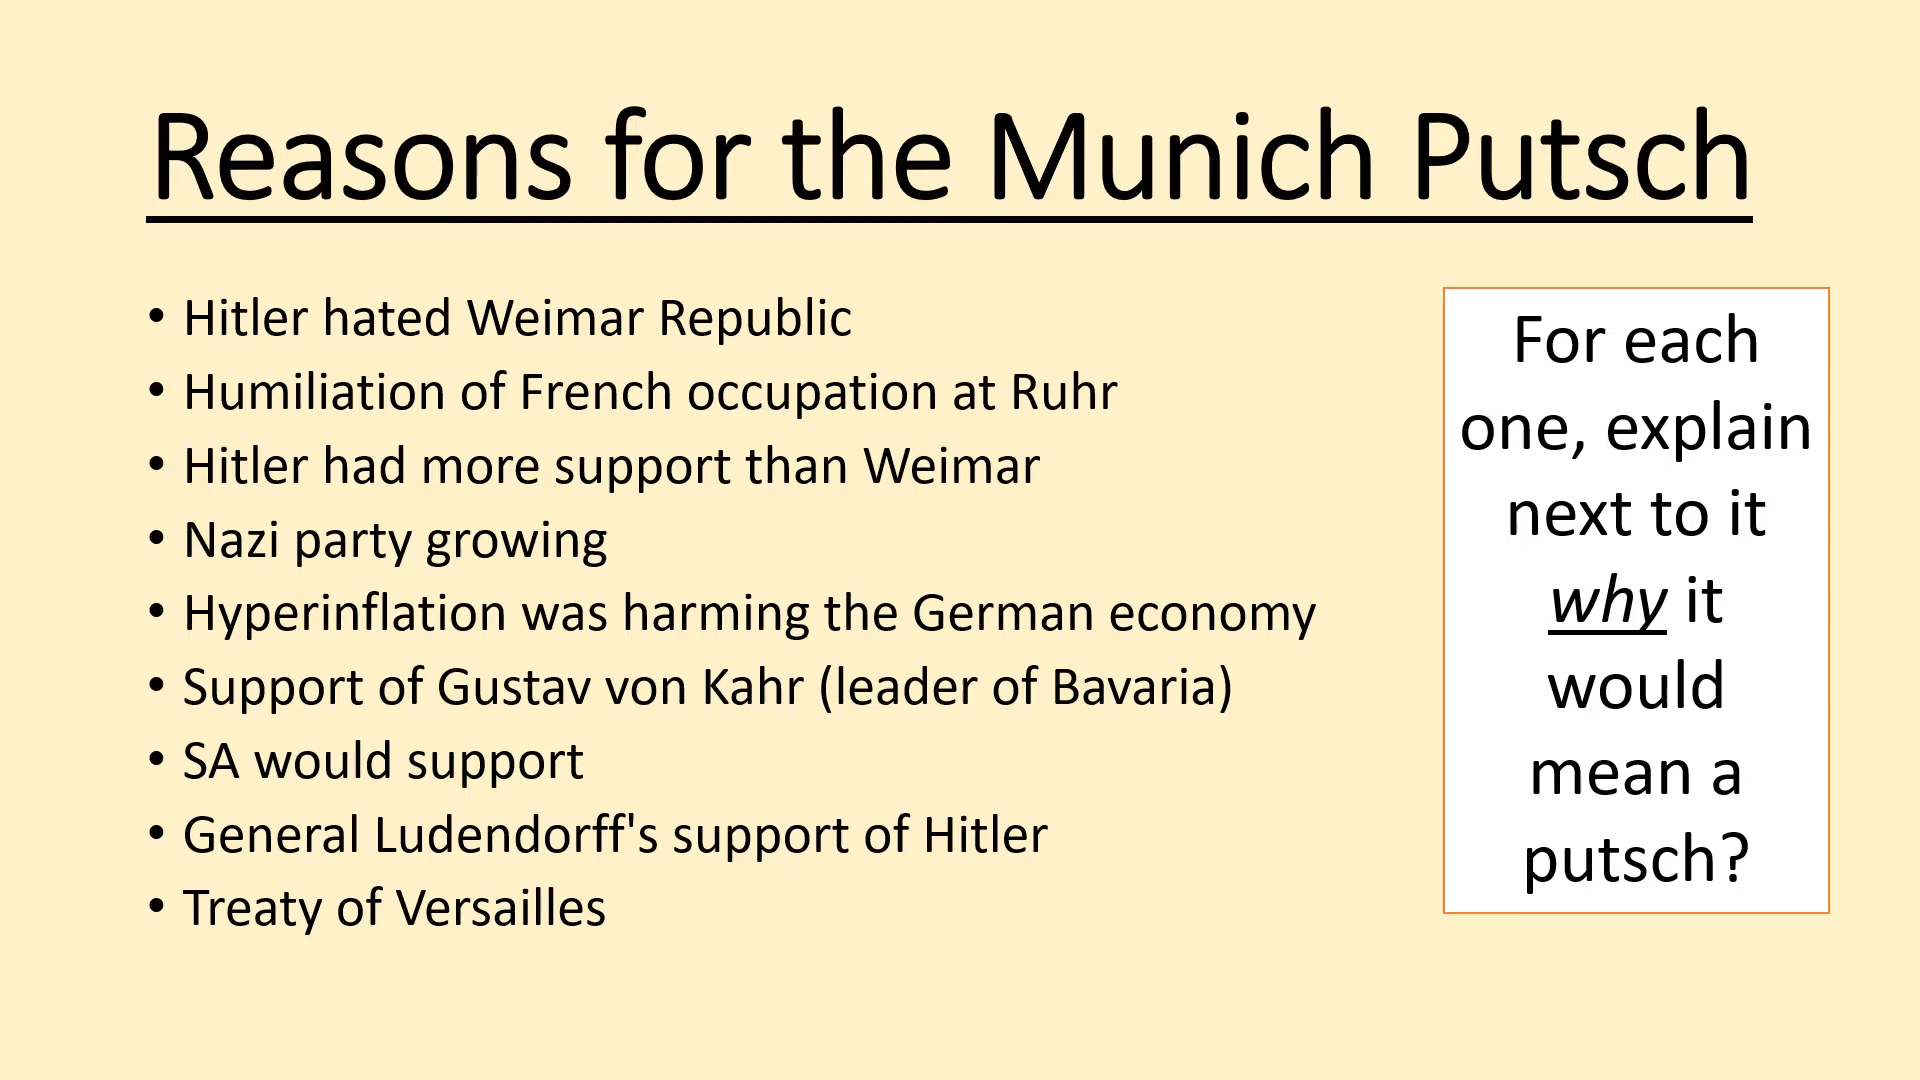 Reasons for the Munich Putsch
• Hitler hated Weimar Republic
• Humiliation of French occupation at Ruhr
• Hitler had more support than Weimar
• Nazi party growing
• Hyperinflation was harming the German economy
• Support of Gustav von Kahr (leader of Bavaria)
• SA would support
• General Ludendorff's support of Hitler
• Treaty of Versailles
For each
one, explain
next to it
why it
would
mean a
putsch?